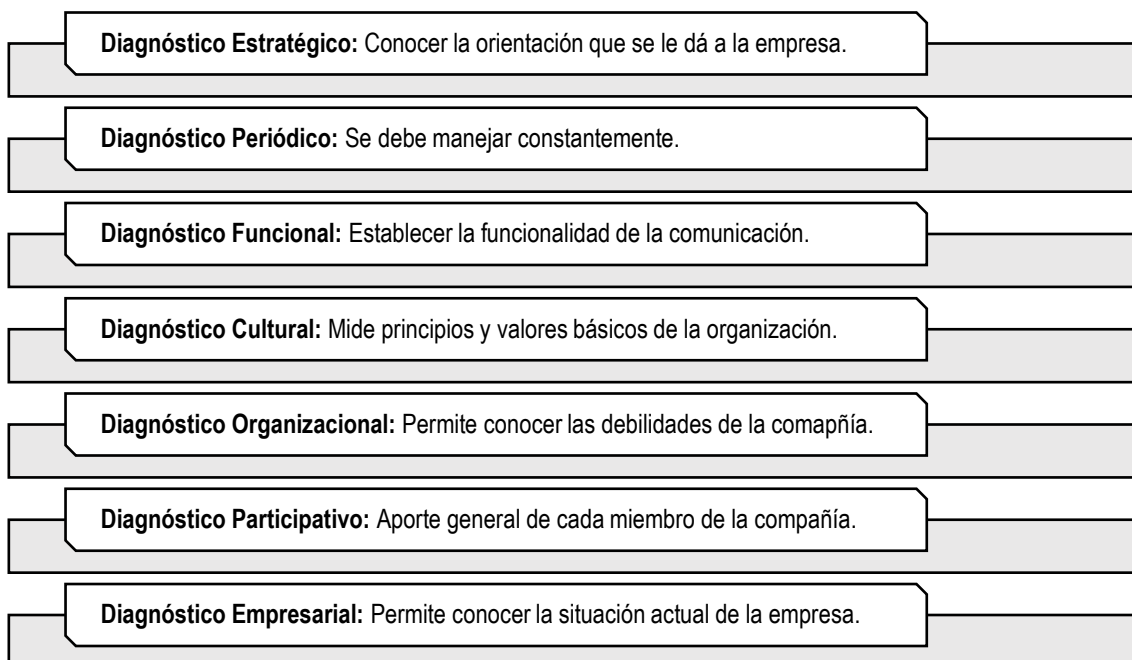 Diagnóstico Estratégico: Conocer la orientación que se le dá a la empresa.
Diagnóstico Periódico: Se debe manejar constantemente.
Diagnóstico Funcional: Establecer la funcionalidad de la comunicación.
Diagnóstico Cultural: Mide principios y valores básicos de la organización.
Diagnóstico Organizacional: Permite conocer las debilidades de la comapñía.
Diagnóstico Participativo: Aporte general de cada miembro de la compañía.
Diagnóstico Empresarial: Permite conocer la situación actual de la empresa.